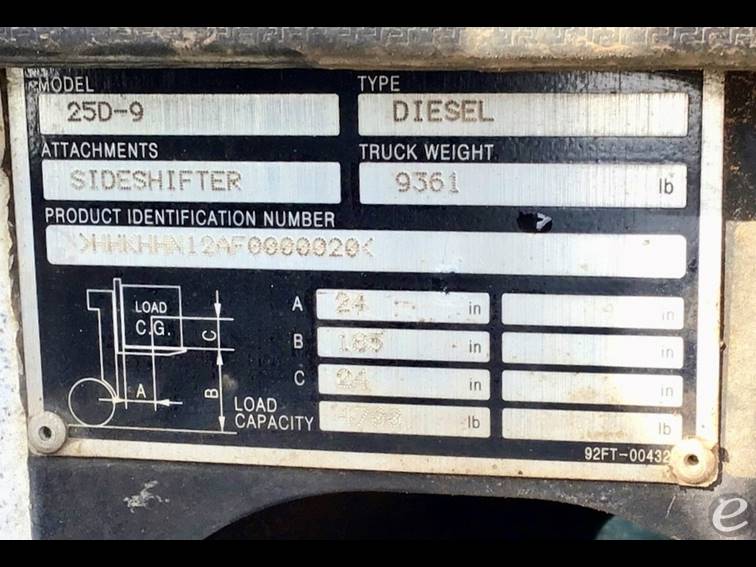 MODEL TYPE
25D-9 DIESEL
ATTACHMENTS TRUCK WEIGHT
SIDESHIFTER 9361 lb
PRODUCT IDENTIFICATION NUMBER
>HHKHHN12AF0000020<
LOAD C.G.
A B C
A 24 in in
B 185 in in
C 24 in in
LOAD CAPACITY lb lb
92FT-00432
e